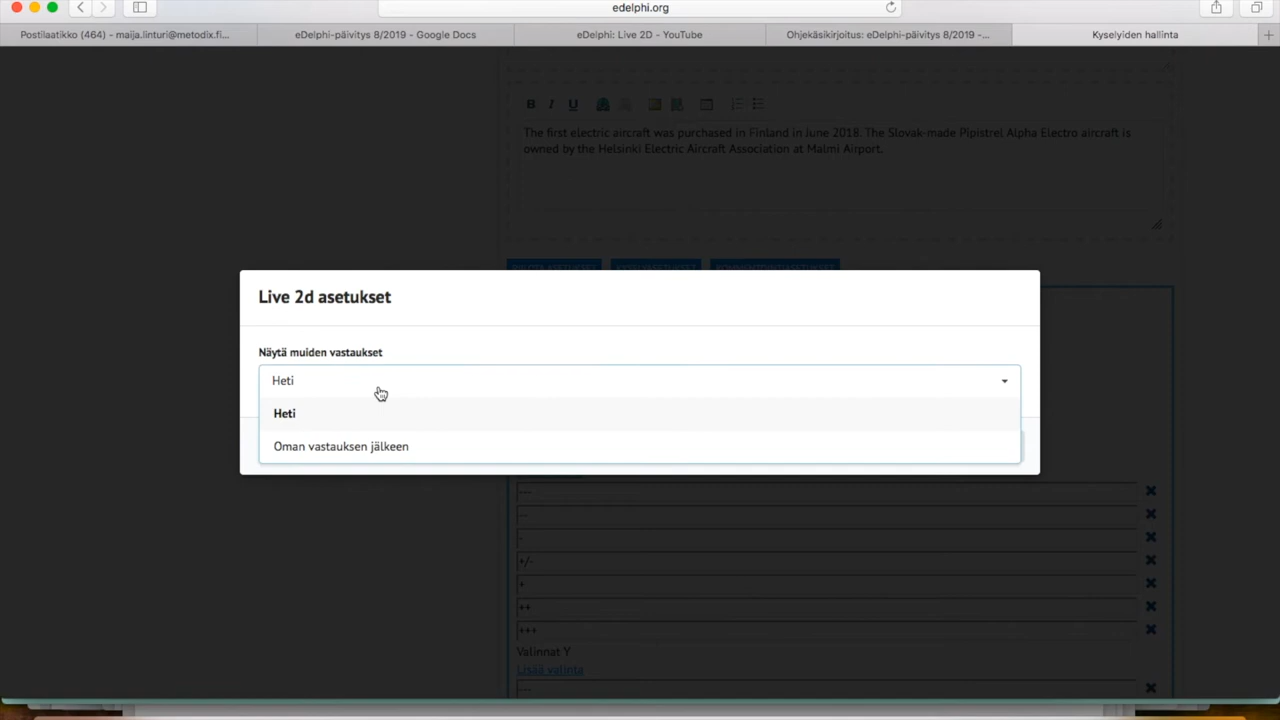 edelphi.org
Postilaatikko (464) – maija.linturi@metodix.fi...
eDelphi-päivitys 8/2019 - Google Docs
eDelphi: Live 2D - YouTube
Ohjekäsikirjoitus: eDelphi-päivitys 8/2019 -...
Kyselyiden hallinta
B I U
The first electric aircraft was purchased in Finland in June 2018. The Slovak-made Pipistrel Alpha Electro aircraft is
owned by the Helsinki Electric Aircraft Association at Malmi Airport.
Live 2d asetukset
Näytä muiden vastaukset
Heti
Heti
Oman vastauksen jälkeen
---
--
-
+/-
+
++
+++
Valinnat Y
Lisää valinta
---